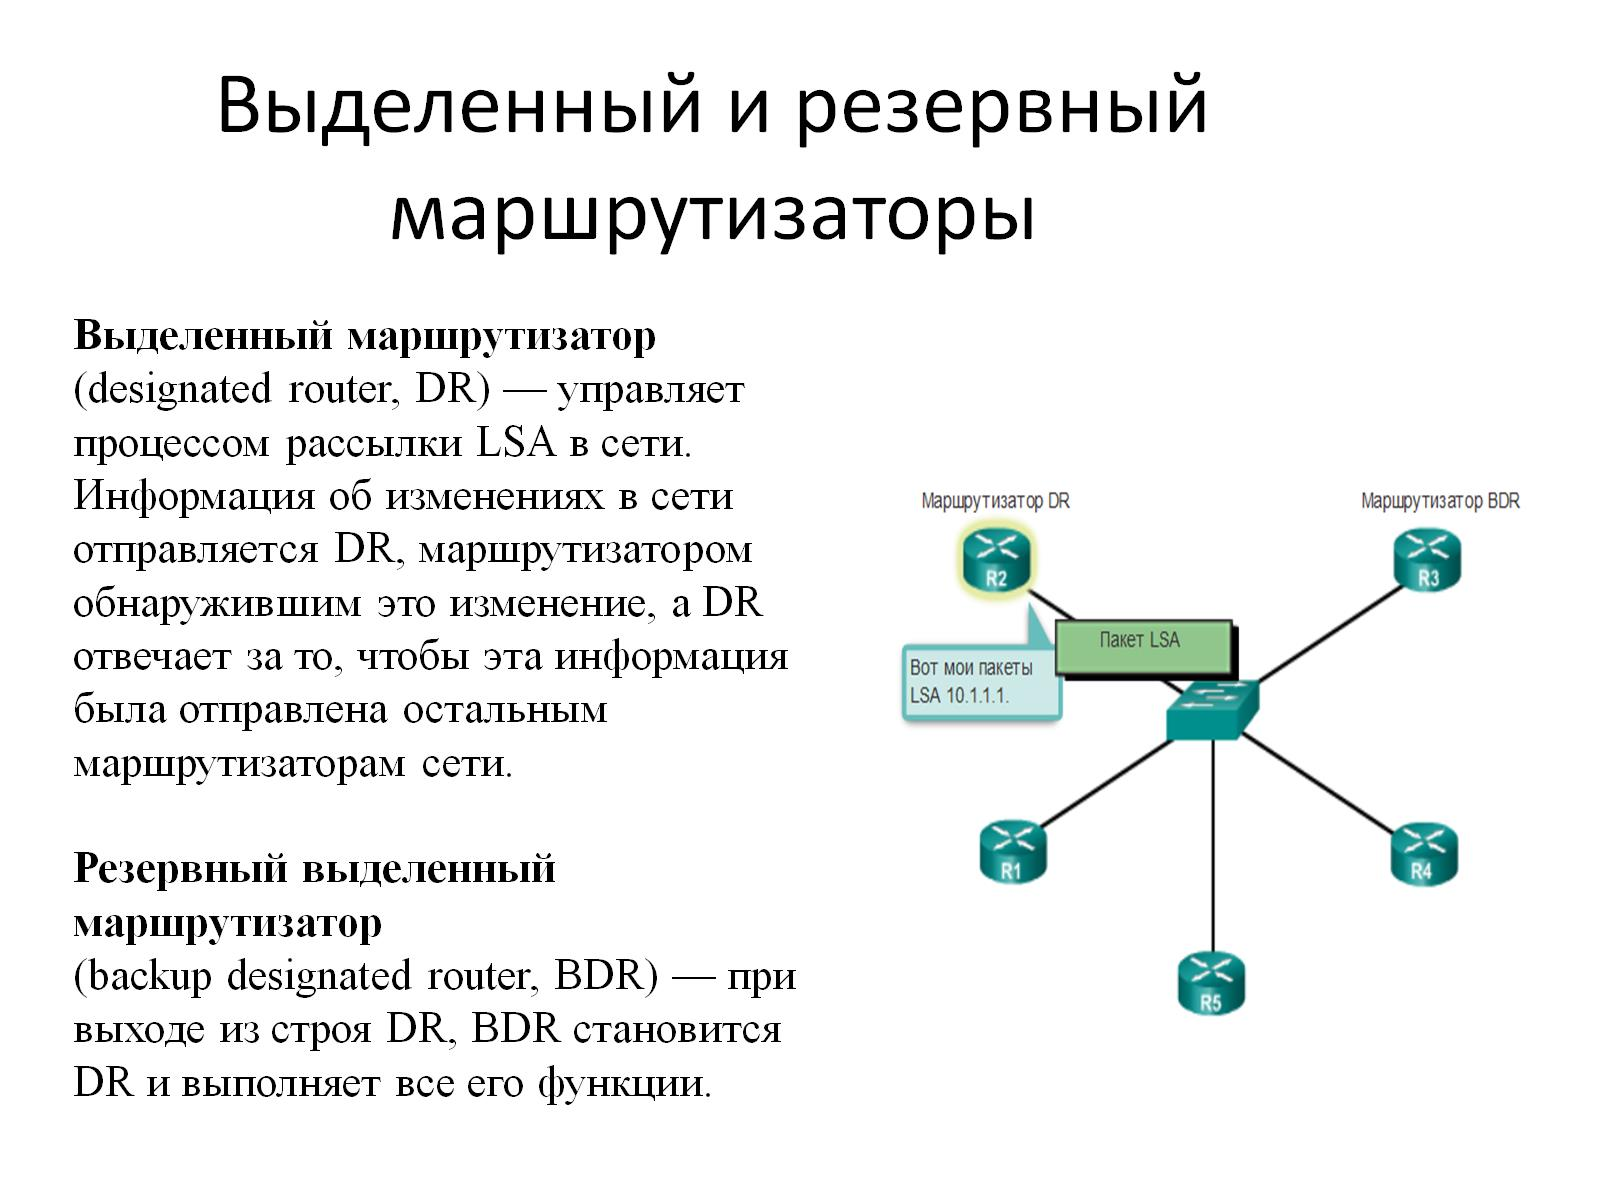 Выделенный и резервный
маршрутизаторы
Выделенный маршрутизатор
(designated router, DR) — управляет
процессом рассылки LSA в сети.
Информация об изменениях в сети
отправляется DR, маршрутизатором
обнаружившим это изменение, а DR
отвечает за то, чтобы эта информация
была отправлена остальным
маршрутизаторам сети.
Резервный выделенный
маршрутизатор
(backup designated router, BDR) — при
выходе из строя DR, BDR становится
DR и выполняет все его функции.
Маршрутизатор DR
Маршрутизатор BDR
R2
R3
Пакет LSA
Вот мои пакеты
LSA 10.1.1.1.
R1
R4
R5